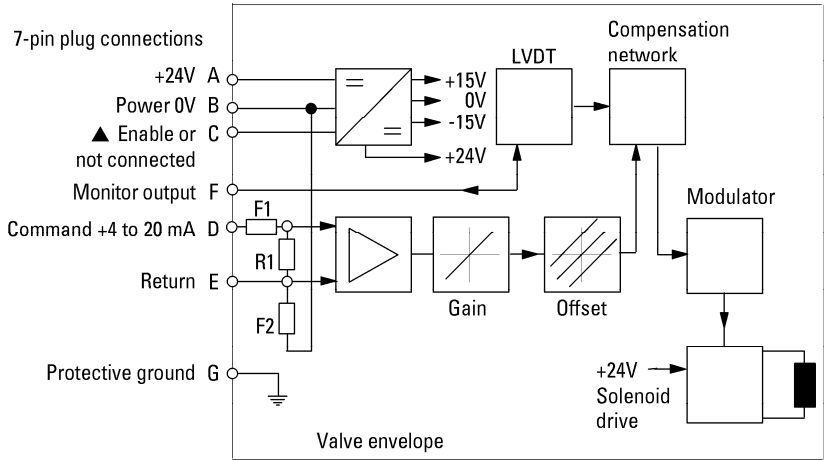 7-pin plug connections
+24V A
Power 0V B
▲ Enable or C
not connected
Monitor output F
Command +4 to 20 mA D
Return E
Protective ground G
F1
R1
F2
+15V
0V
-15V
+24V
LVDT
Compensation
network
Gain
Offset
Modulator
+24V
Solenoid
drive
Valve envelope